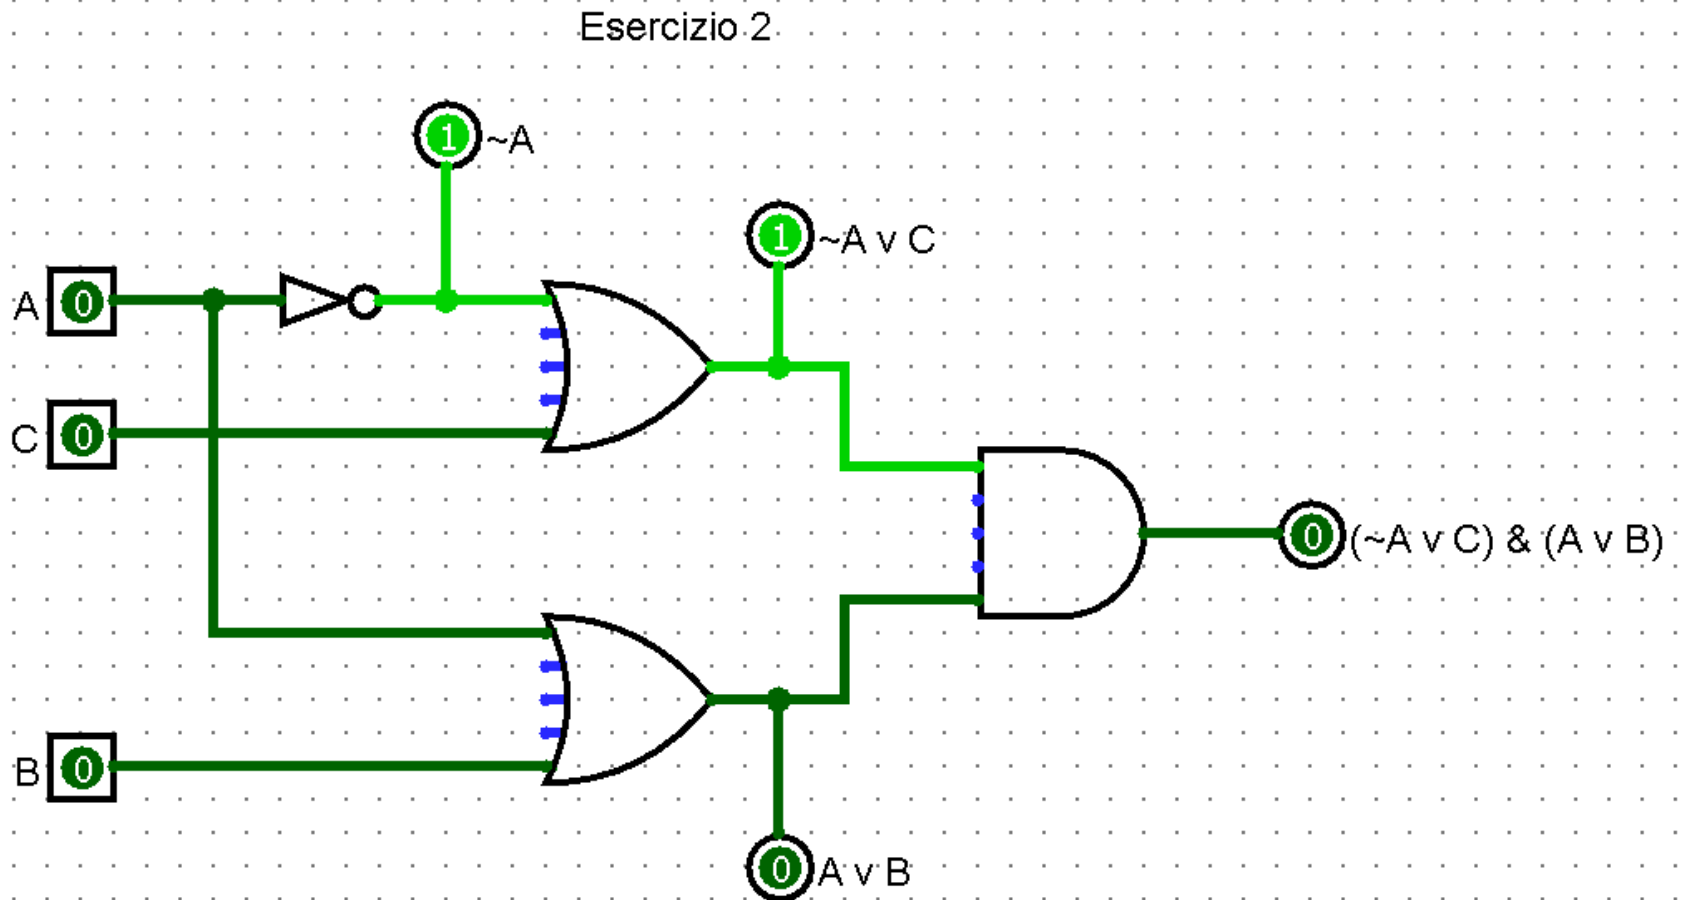 Esercizio 2
1 ~A
1 ~A v C
A 0
C 0
0 (~A v C) & (A v B)
B 0
0 A v B